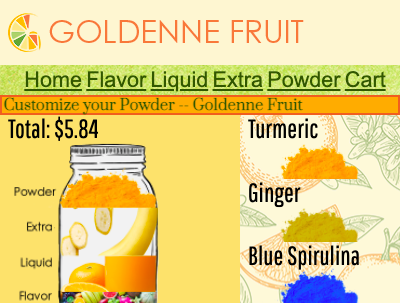 GOLDENNE FRUIT
Home Flavor Liquid Extra Powder Cart
Customize your Powder -- Goldenne Fruit
Total: $5.84
Turmeric
Powder
Ginger
Extra
Blue Spirulina
Liquid
Flavor